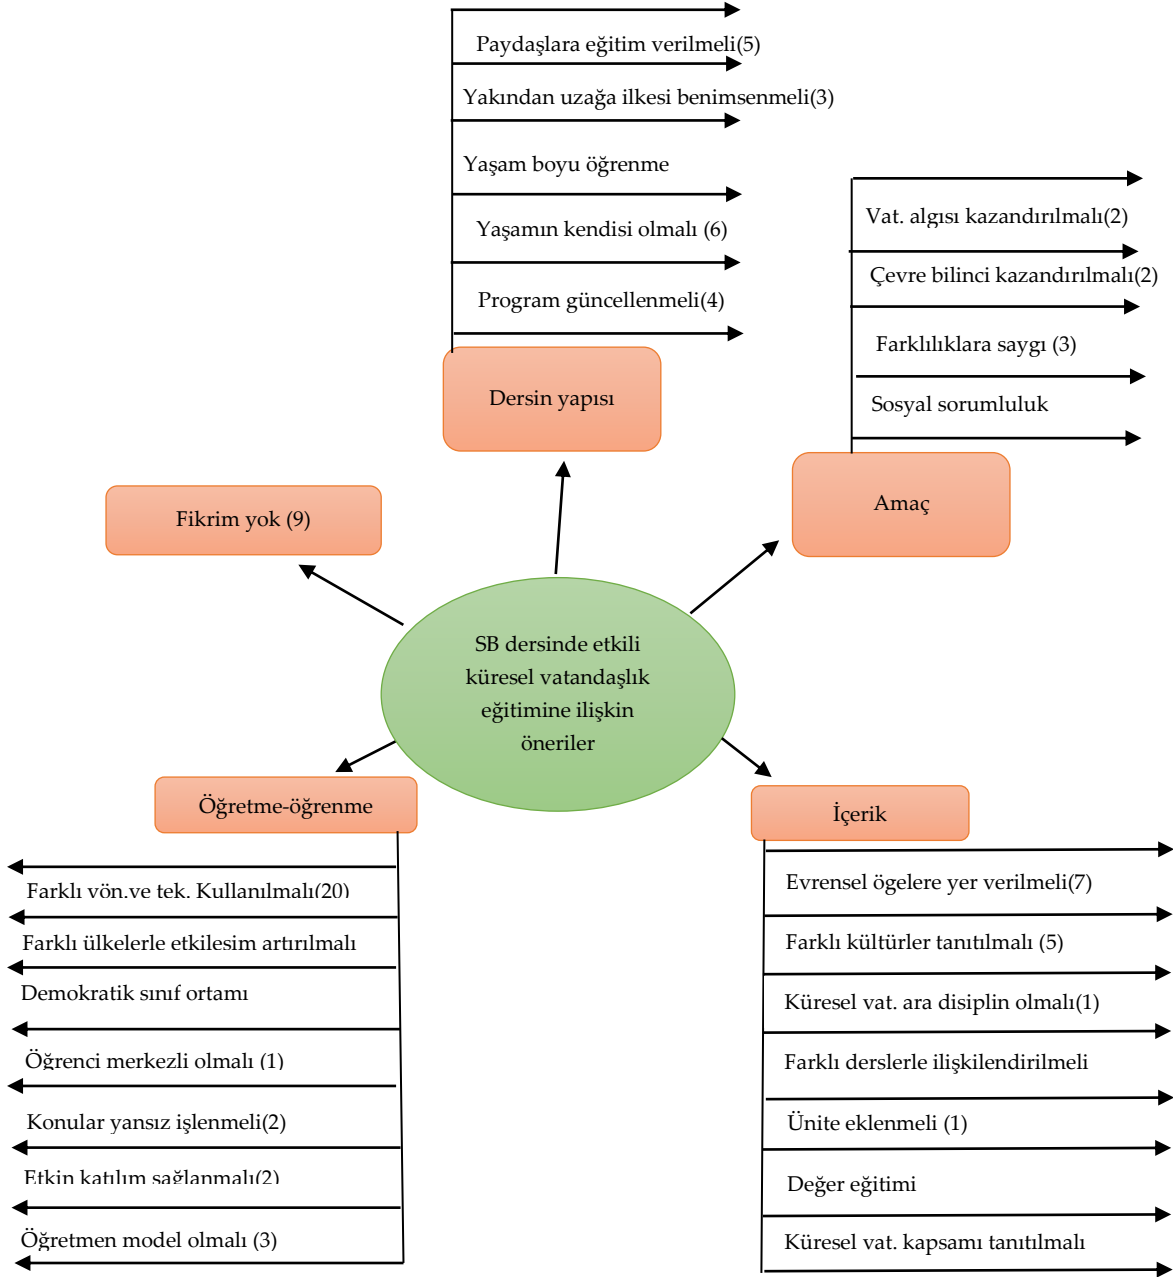 Paydaşlara eğitim verilmeli(5)
Yakından uzağa ilkesi benimsenmeli(3)
Yaşam boyu öğrenme
Yaşamın kendisi olmalı (6)
Program güncellenmeli(4)
Dersin yapısı
Vat. algısı kazandırılmalı(2)
Çevre bilinci kazandırılmalı(2)
Farklılıklara saygı (3)
Sosyal sorumluluk
Amaç
Fikrim yok (9)
SB dersinde etkili
küresel vatandaşlık
eğitimine ilişkin
öneriler
Öğretme-öğrenme
Farklı yön.ve tek. Kullanılmalı(20)
Farklı ülkelerle etkilesim artırılmalı
Demokratik sınıf ortamı
Öğrenci merkezli olmalı (1)
Konular yansız işlenmeli(2)
Etkin katılım sağlanmalı(2)
Öğretmen model olmalı (3)
İçerik
Evrensel ögelere yer verilmeli(7)
Farklı kültürler tanıtılmalı (5)
Küresel vat. ara disiplin olmalı(1)
Farklı derslerle ilişkilendirilmeli
Ünite eklenmeli (1)
Değer eğitimi
Küresel vat. kapsamı tanıtılmalı